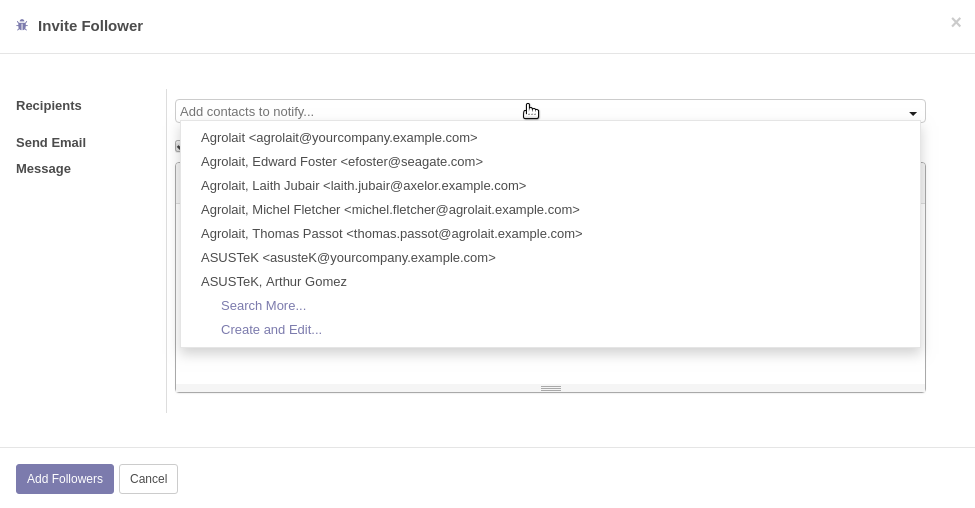 Invite Follower
×
Recipients
Add contacts to notify...
Send Email
Message
Agrolait <agrolait@yourcompany.example.com>
Agrolait, Edward Foster <efoster@seagate.com>
Agrolait, Laith Jubair <laith.jubair@axelor.example.com>
Agrolait, Michel Fletcher <michel.fletcher@agrolait.example.com>
Agrolait, Thomas Passot <thomas.passot@agrolait.example.com>
ASUSTeK <asusteK@yourcompany.example.com>
ASUSTeK, Arthur Gomez
Search More...
Create and Edit...
Add Followers
Cancel